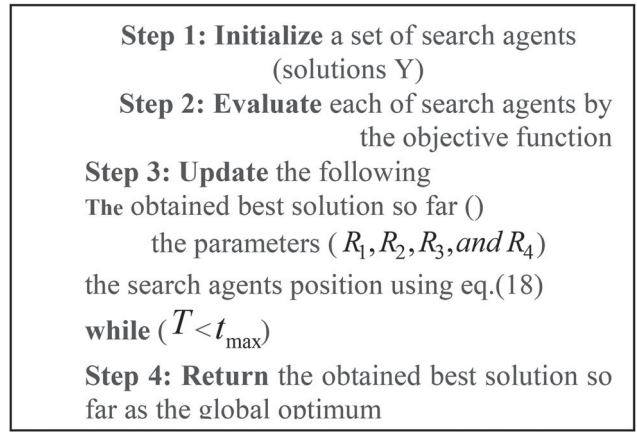 Step 1: Initialize a set of search agents
(solutions Y)
Step 2: Evaluate each of search agents by
the objective function
Step 3: Update the following
The obtained best solution so far ()
the parameters ( R₁, R₂, R₃, and R₄)
the search agents position using eq.(18)
while ( T < t_max)
Step 4: Return the obtained best solution so
far as the global optimum